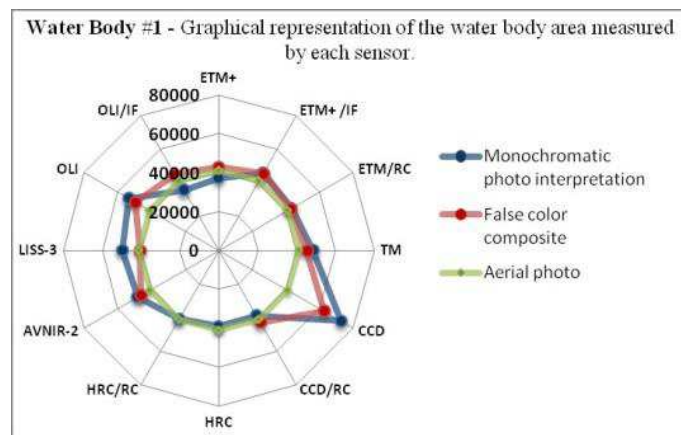 Water Body #1 - Graphical representation of the water body area measured
by each sensor.
ETM+
ETM+ /IF
ETM/RC
TM
CCD
CCD/RC
HRC
HRC/RC
AVNIR-2
LISS-3
OLI
OLI/IF
80000
60000
40000
20000
0
Monochromatic
photo interpretation
False color
composite
Aerial photo